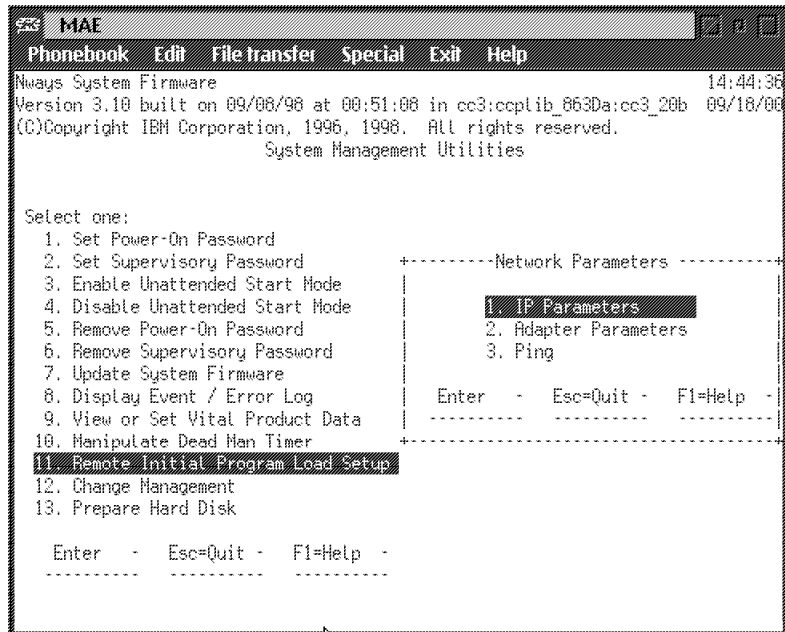 MAE
Phonebook Edit File transfer Special Exit Help
Nways System Firmware 14:44:36
Version 3.10 built on 09/08/98 at 00:51:08 in cc3:ccplib_863Da:cc3_20b 09/18/00
(C)Copyright IBM Corporation, 1996, 1998. All rights reserved.
System Management Utilities
Select one:
1. Set Power-On Password
2. Set Supervisory Password
3. Enable Unattended Start Mode
4. Disable Unattended Start Mode
5. Remove Power-On Password
6. Remove Supervisory Password
7. Update System Firmware
8. Display Event / Error Log
9. View or Set Vital Product Data
10. Manipulate Dead Man Timer
11. Remote Initial Program Load Setup
12. Change Management
13. Prepare Hard Disk
Enter - Esc=Quit - F1=Help -
Network Parameters
1. IP Parameters
2. Adapter Parameters
3. Ping
Enter - Esc=Quit - F1=Help -